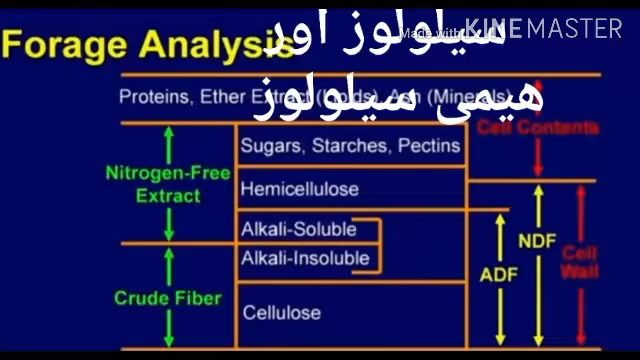 Forage Analysis
سیلولوز اور
ہیمی سیلولوز
Made with KINEMASTER
Proteins, Ether Extract (Lipids), Ash (Minerals)
Cell Contents
Sugars, Starches, Pectins
Nitrogen-Free
Extract
Hemicellulose
Alkali-Soluble
Alkali-Insoluble
NDF
Cell
Wall
ADF
Crude Fiber
Cellulose